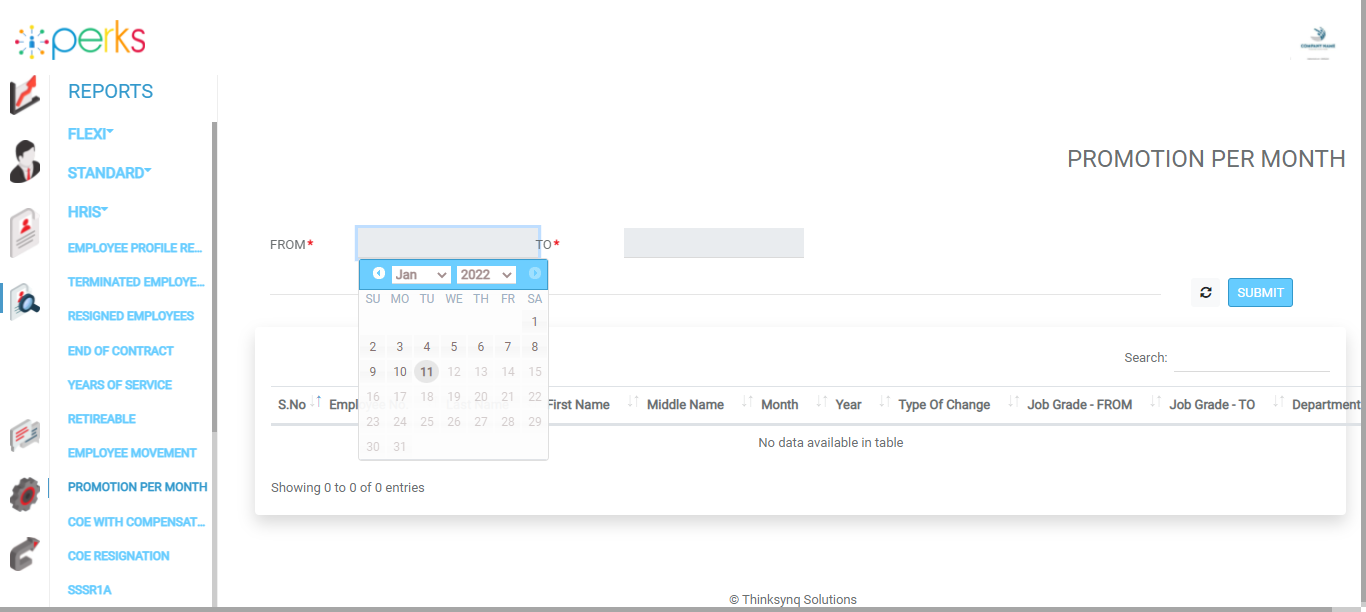 perks
COMPANY NAME
REPORTS
FLEXI
STANDARD
HRIS
EMPLOYEE PROFILE RE...
TERMINATED EMPLOYE...
RESIGNED EMPLOYEES
END OF CONTRACT
YEARS OF SERVICE
RETIREABLE
EMPLOYEE MOVEMENT
PROMOTION PER MONTH
COE WITH COMPENSAT...
COE RESIGNATION
SSSR1A
PROMOTION PER MONTH
FROM* TO*
Jan 2022
SU MO TU WE TH FR SA
1
2 3 4 5 6 7 8
9 10 11 12 13 14 15
16 17 18 19 20 21 22
23 24 25 26 27 28 29
30 31
SUBMIT
Search:
S.No Empl First Name Middle Name Month Year Type Of Change Job Grade - FROM Job Grade - TO Department
No data available in table
Showing 0 to 0 of 0 entries
© Thinksynq Solutions